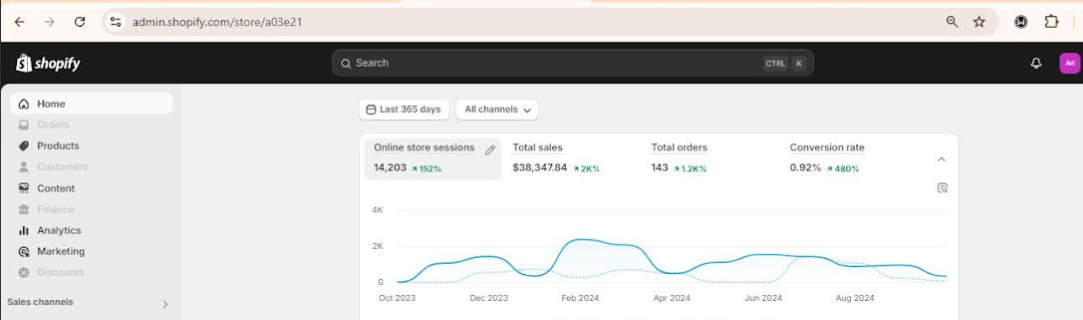 admin.shopify.com/store/a03e21
shopify
Search
CTRL K
Home
Orders
Products
Customers
Content
Finance
Analytics
Marketing
Discounts
Sales channels
Last 365 days
All channels
Online store sessions
14,203 152%
Total sales
$38,347.84 2K%
Total orders
143 1.2K%
Conversion rate
0.92% 480%
4K
2K
0
Oct 2023 Dec 2023 Feb 2024 Apr 2024 Jun 2024 Aug 2024